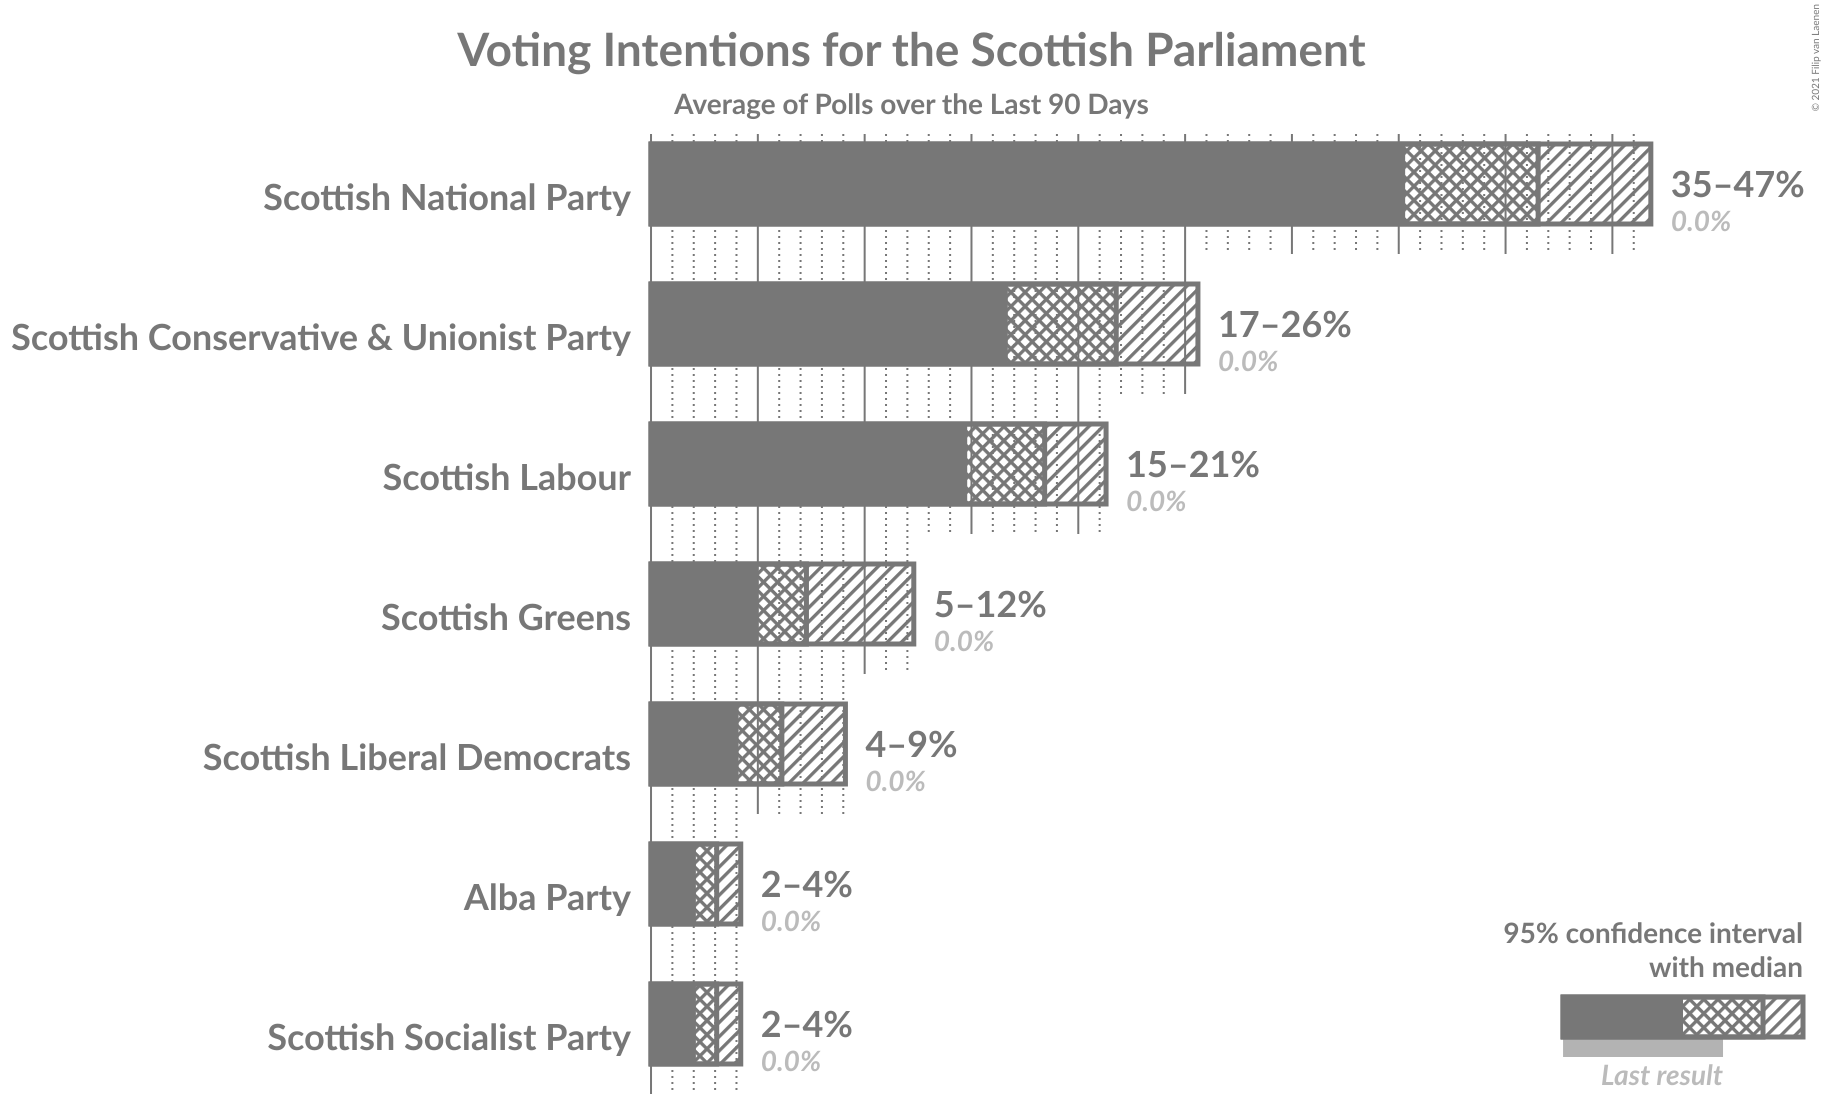 Voting Intentions for the Scottish Parliament
Average of Polls over the Last 90 Days
© 2021 Filip van Laenen
Scottish National Party
35–47%
0.0%
Scottish Conservative & Unionist Party
17–26%
0.0%
Scottish Labour
15–21%
0.0%
Scottish Greens
5–12%
0.0%
Scottish Liberal Democrats
4–9%
0.0%
Alba Party
2–4%
0.0%
Scottish Socialist Party
2–4%
0.0%
95% confidence interval
with median
Last result